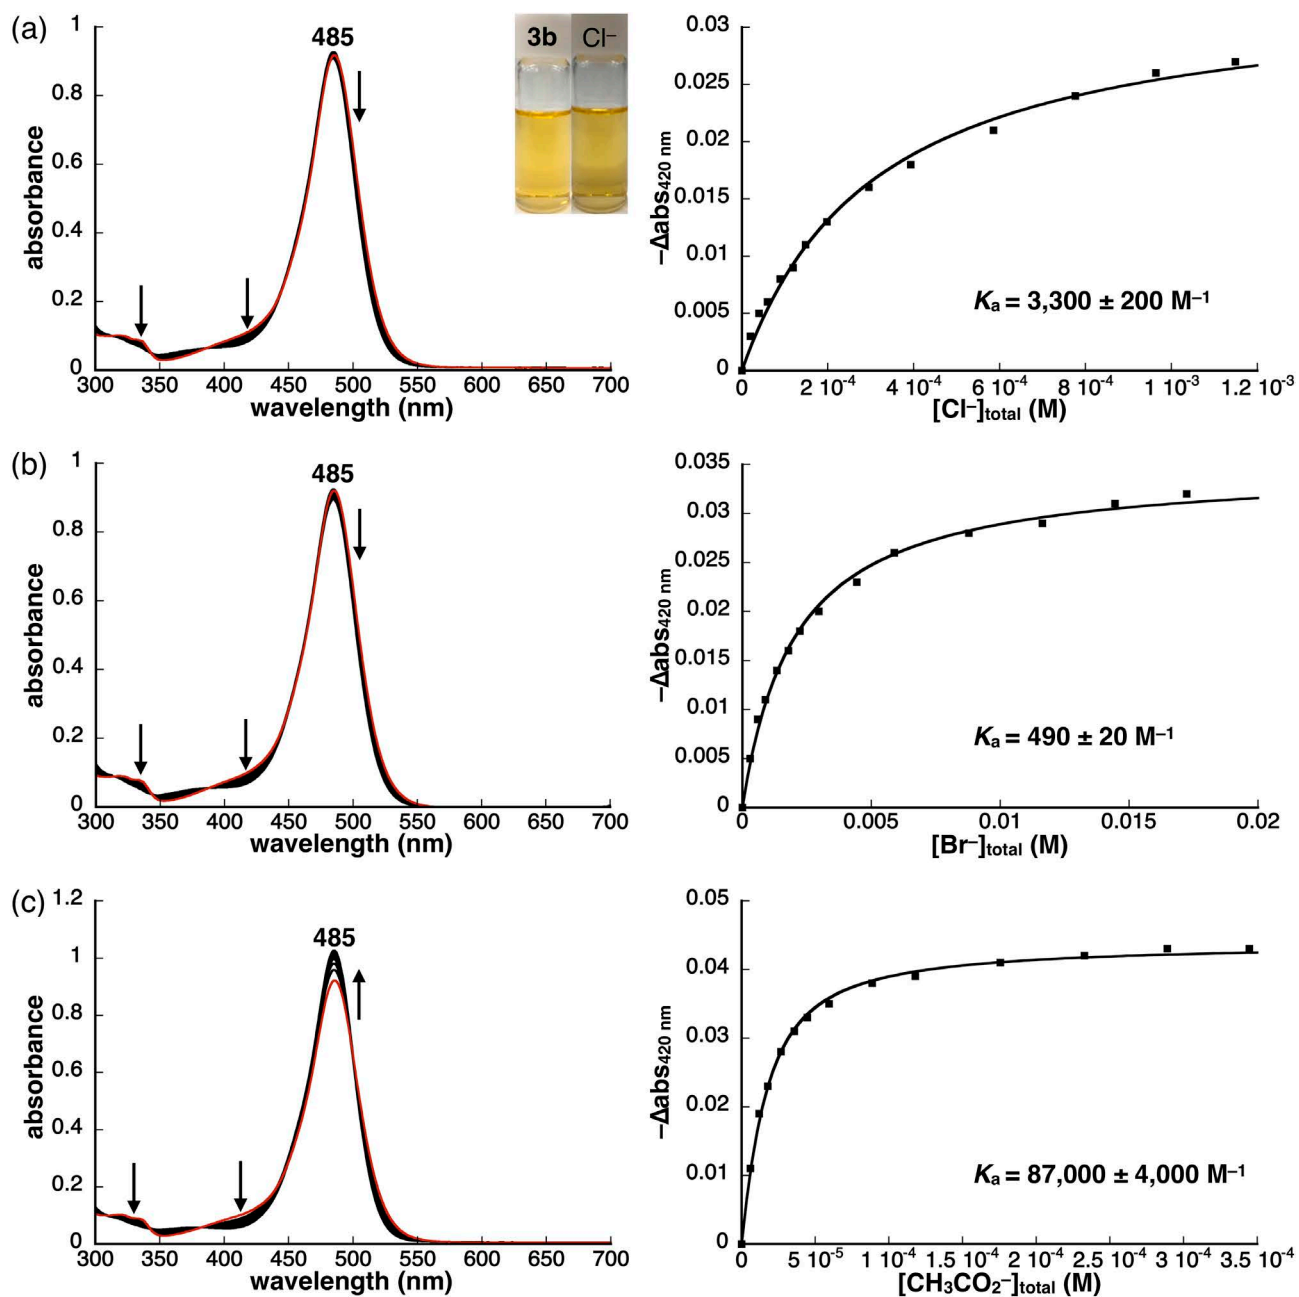 (a)
1
0.8
0.6
0.4
0.2
0
absorbance
485
300 350 400 450 500 550 600 650 700
wavelength (nm)
3b Cl⁻
0.03
0.025
0.02
0.015
0.01
0.005
0
−Δabs420 nm
Ka = 3,300 ± 200 M⁻¹
0 2 10⁻⁴ 4 10⁻⁴ 6 10⁻⁴ 8 10⁻⁴ 1 10⁻³ 1.2 10⁻³
[Cl⁻]total (M)
(b)
1
0.8
0.6
0.4
0.2
0
absorbance
485
300 350 400 450 500 550 600 650 700
wavelength (nm)
0.035
0.03
0.025
0.02
0.015
0.01
0.005
0
−Δabs420 nm
Ka = 490 ± 20 M⁻¹
0 0.005 0.01 0.015 0.02
[Br⁻]total (M)
(c)
1.2
1
0.8
0.6
0.4
0.2
0
absorbance
485
300 350 400 450 500 550 600 650 700
wavelength (nm)
0.05
0.04
0.03
0.02
0.01
0
−Δabs420 nm
Ka = 87,000 ± 4,000 M⁻¹
0 5 10⁻⁵ 1 10⁻⁴ 1.5 10⁻⁴ 2 10⁻⁴ 2.5 10⁻⁴ 3 10⁻⁴ 3.5 10⁻⁴
[CH₃CO₂⁻]total (M)